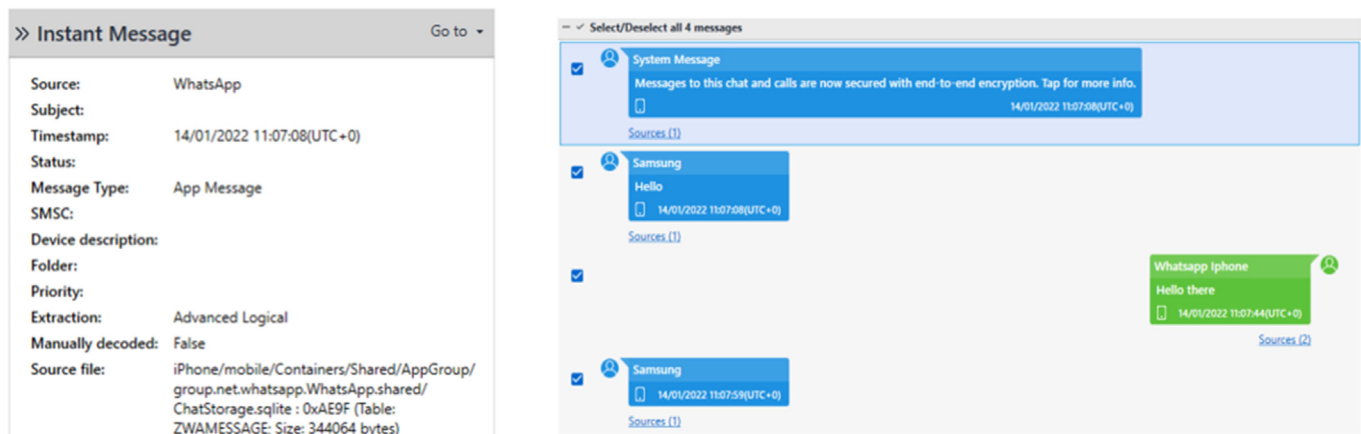 » Instant Message
Go to
Source: WhatsApp
Subject:
Timestamp: 14/01/2022 11:07:08(UTC+0)
Status:
Message Type: App Message
SMSC:
Device description:
Folder:
Priority:
Extraction: Advanced Logical
Manually decoded: False
Source file: iPhone/mobile/Containers/Shared/AppGroup/
group.net.whatsapp.WhatsApp.shared/
ChatStorage.sqlite : 0xAE9F (Table:
ZWAMESSAGE; Size: 344064 bytes)
Select/Deselect all 4 messages
System Message
Messages to this chat and calls are now secured with end-to-end encryption. Tap for more info.
14/01/2022 11:07:08(UTC+0)
Sources (1)
Samsung
Hello
14/01/2022 11:07:08(UTC+0)
Sources (1)
Whatsapp Iphone
Hello there
14/01/2022 11:07:44(UTC+0)
Sources (2)
Samsung
14/01/2022 11:07:59(UTC+0)
Sources (1)